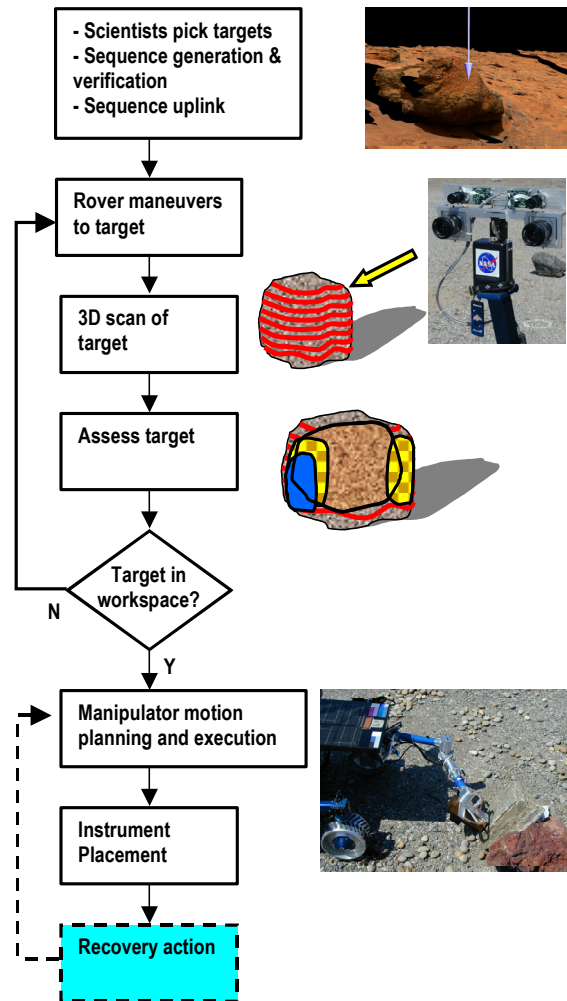 - Scientists pick targets
- Sequence generation &
verification
- Sequence uplink
Rover maneuvers
to target
NASA
3D scan of
target
Assess target
Target in
workspace?
N
Y
Manipulator motion
planning and execution
Instrument
Placement
Recovery action